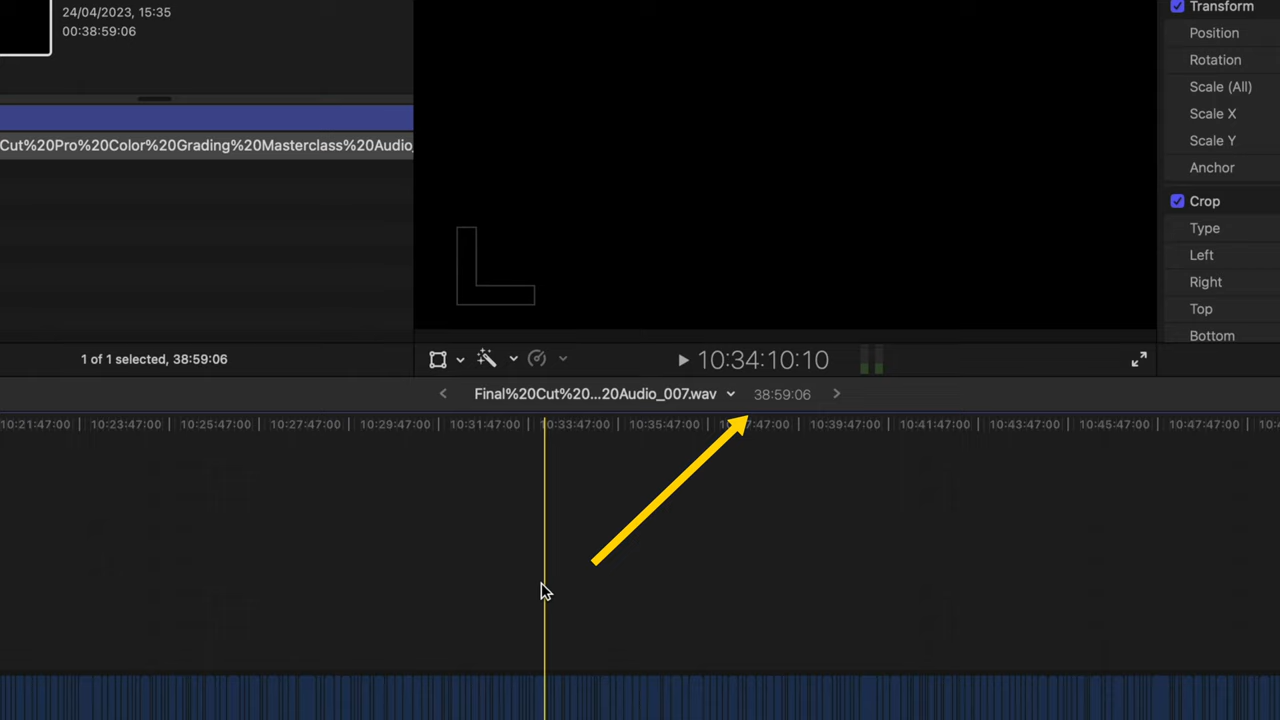 24/04/2023, 15:35
00:38:59:06
Cut%20Pro%20Color%20Grading%20Masterclass%20Audio_
1 of 1 selected, 38:59:06
10:34:10:10
Transform
Position
Rotation
Scale (All)
Scale X
Scale Y
Anchor
Crop
Type
Left
Right
Top
Bottom
Final%20Cut%20...20Audio_007.wav 38:59:06
10:21:47:00 10:23:47:00 10:25:47:00 10:27:47:00 10:29:47:00 10:31:47:00 10:33:47:00 10:35:47:00 10:37:47:00 10:39:47:00 10:41:47:00 10:43:47:00 10:45:47:00 10:47:47:00